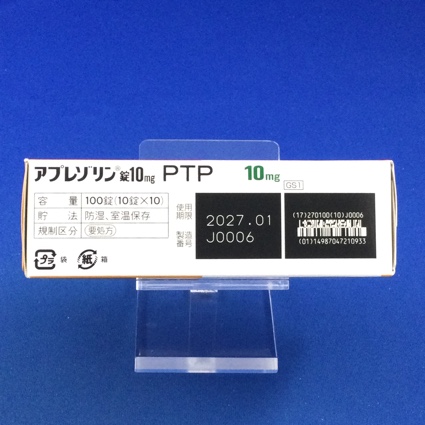 アプレゾリン®錠10mg PTP 10mg
GS1
容量 100錠(10錠×10)
貯法 防湿、室温保存
規制区分 要処方
使用期限 2027.01
製造番号 J0006
(17)270100(10)J0006
(01)14987047210933
プラ 袋 紙 箱